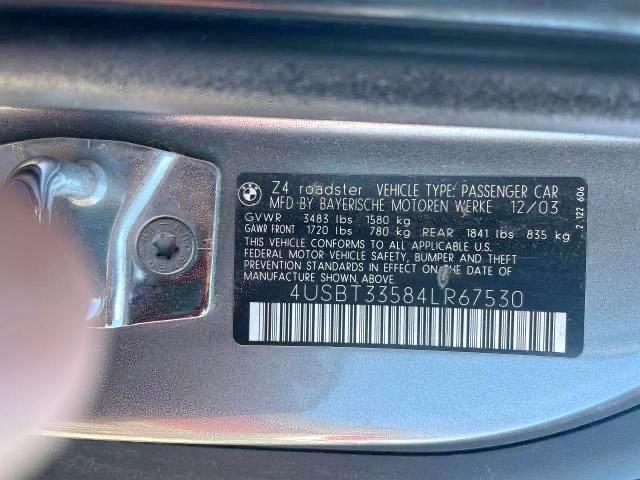 BMW
Z4 roadster VEHICLE TYPE: PASSENGER CAR
MFD BY BAYERISCHE MOTOREN WERKE 12/03
GVWR 3483 lbs 1580 kg
GAWR FRONT 1720 lbs 780 kg REAR 1841 lbs 835 kg
THIS VEHICLE CONFORMS TO ALL APPLICABLE U.S.
FEDERAL MOTOR VEHICLE SAFETY, BUMPER AND THEFT
PREVENTION STANDARDS IN EFFECT ON THE DATE OF
MANUFACTURE SHOWN ABOVE.
4USBT33584LR67530
2 122 606